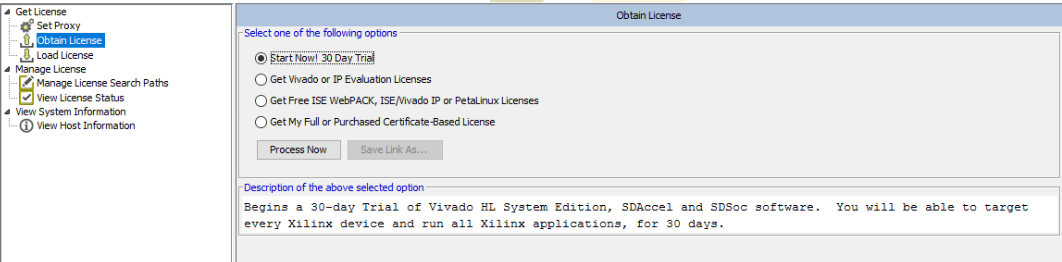 Get License
Set Proxy
Obtain License
Load License
Manage License
Manage License Search Paths
View License Status
View System Information
View Host Information
Obtain License
Select one of the following options
Start Now! 30 Day Trial
Get Vivado or IP Evaluation Licenses
Get Free ISE WebPACK, ISE/Vivado IP or PetaLinux Licenses
Get My Full or Purchased Certificate-Based License
Process Now
Save Link As...
Description of the above selected option
Begins a 30-day Trial of Vivado HL System Edition, SDAccel and SDSoc software.  You will be able to target
every Xilinx device and run all Xilinx applications, for 30 days.